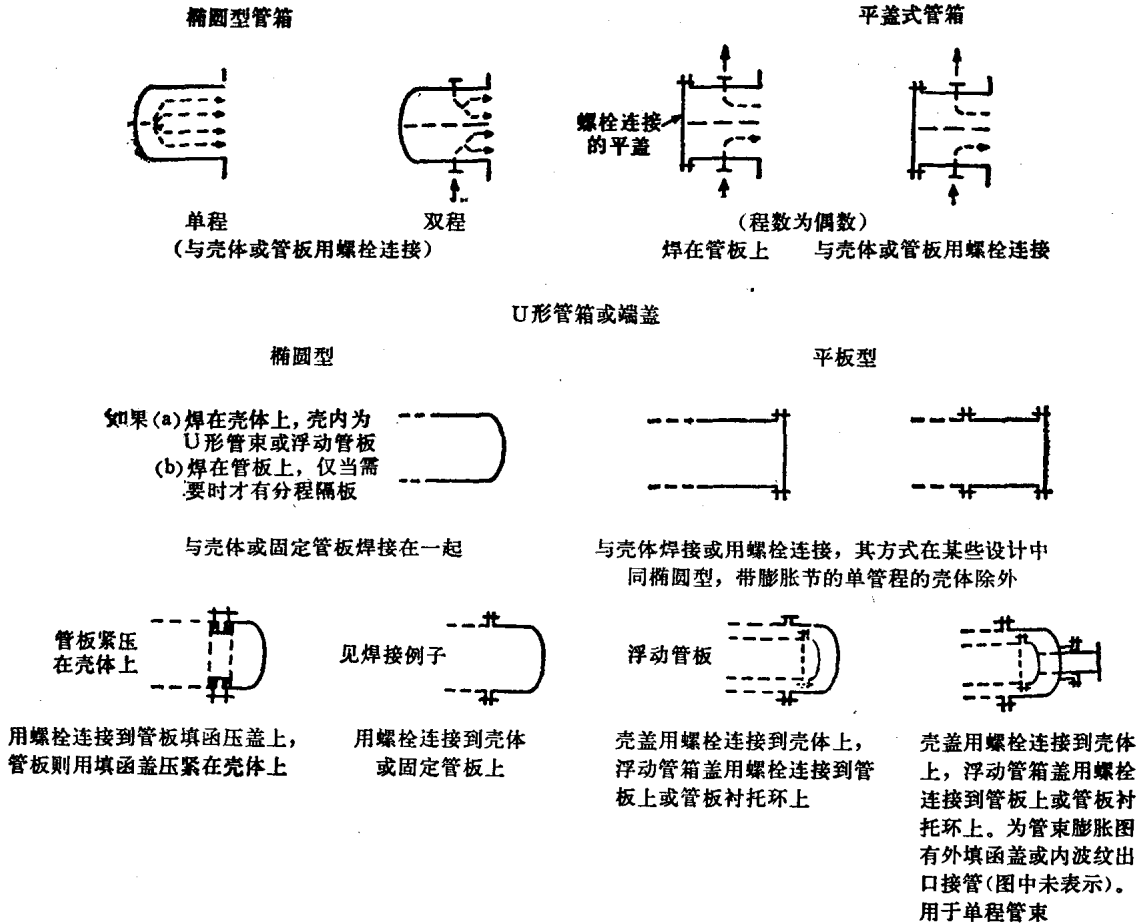 椭圆型管箱
平盖式管箱
螺栓连接
的平盖
单程
双程
(与壳体或管板用螺栓连接)
(程数为偶数)
焊在管板上
与壳体或管板用螺栓连接
U形管箱或端盖
椭圆型
平板型
如果(a)焊在壳体上,壳内为
U形管束或浮动管板
(b)焊在管板上,仅当需
要时才有分程隔板
与壳体或固定管板焊接在一起
与壳体焊接或用螺栓连接,其方式在某些设计中
同椭圆型,带膨胀节的单管程的壳体除外
管板紧压
在壳体上
见焊接例子
浮动管板
用螺栓连接到管板填函压盖上,
管板则用填函盖压紧在壳体上
用螺栓连接到壳体
或固定管板上
壳盖用螺栓连接到壳体上,
浮动管箱盖用螺栓连接到管
板上或管板衬托环上
壳盖用螺栓连接到壳体
上,浮动管箱盖用螺栓
连接到管板上或管板衬
托环上。为管束膨胀图
有外填函盖或内波纹出
口接管(图中未表示)。
用于单程管束